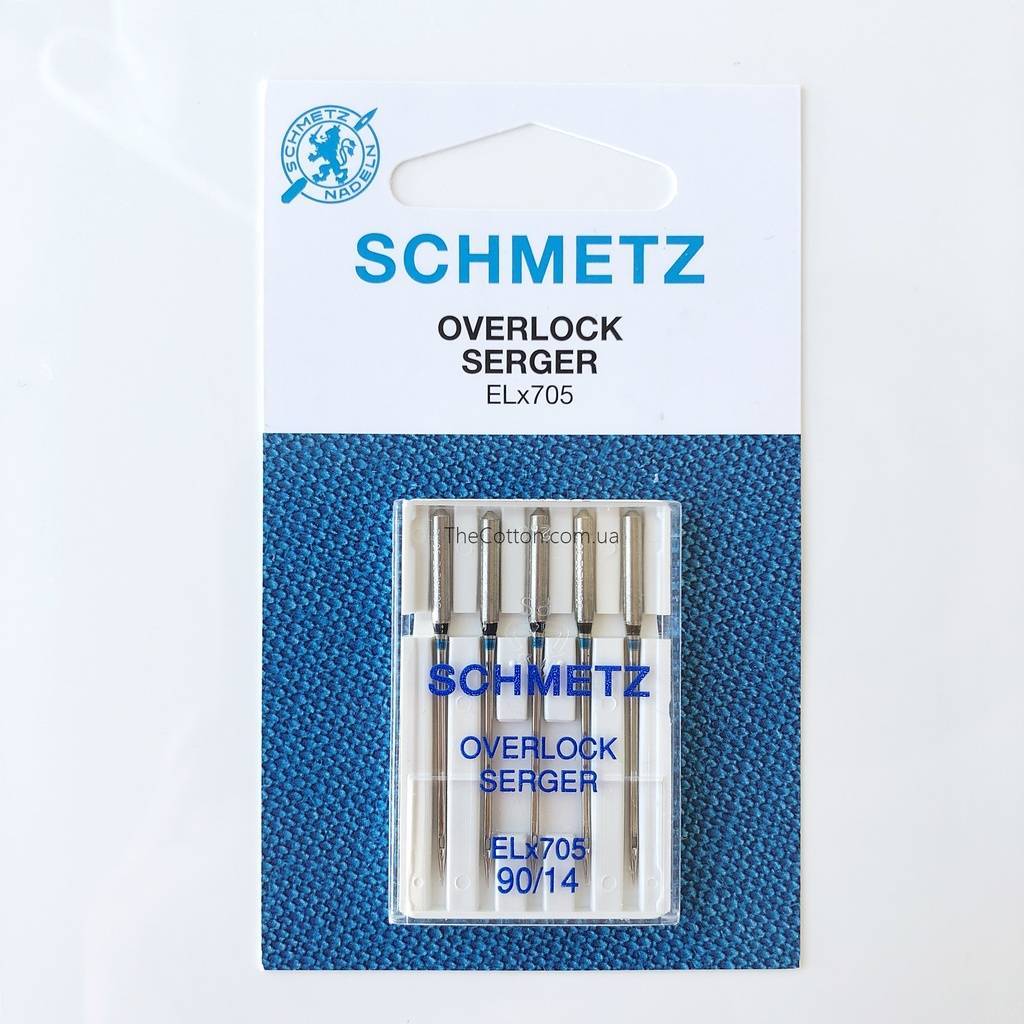 SCHMETZ
NADELN
SCHMETZ
OVERLOCK
SERGER
ELx705
TheCotton.com.ua
SCHMETZ
OVERLOCK
SERGER
ELx705
90/14